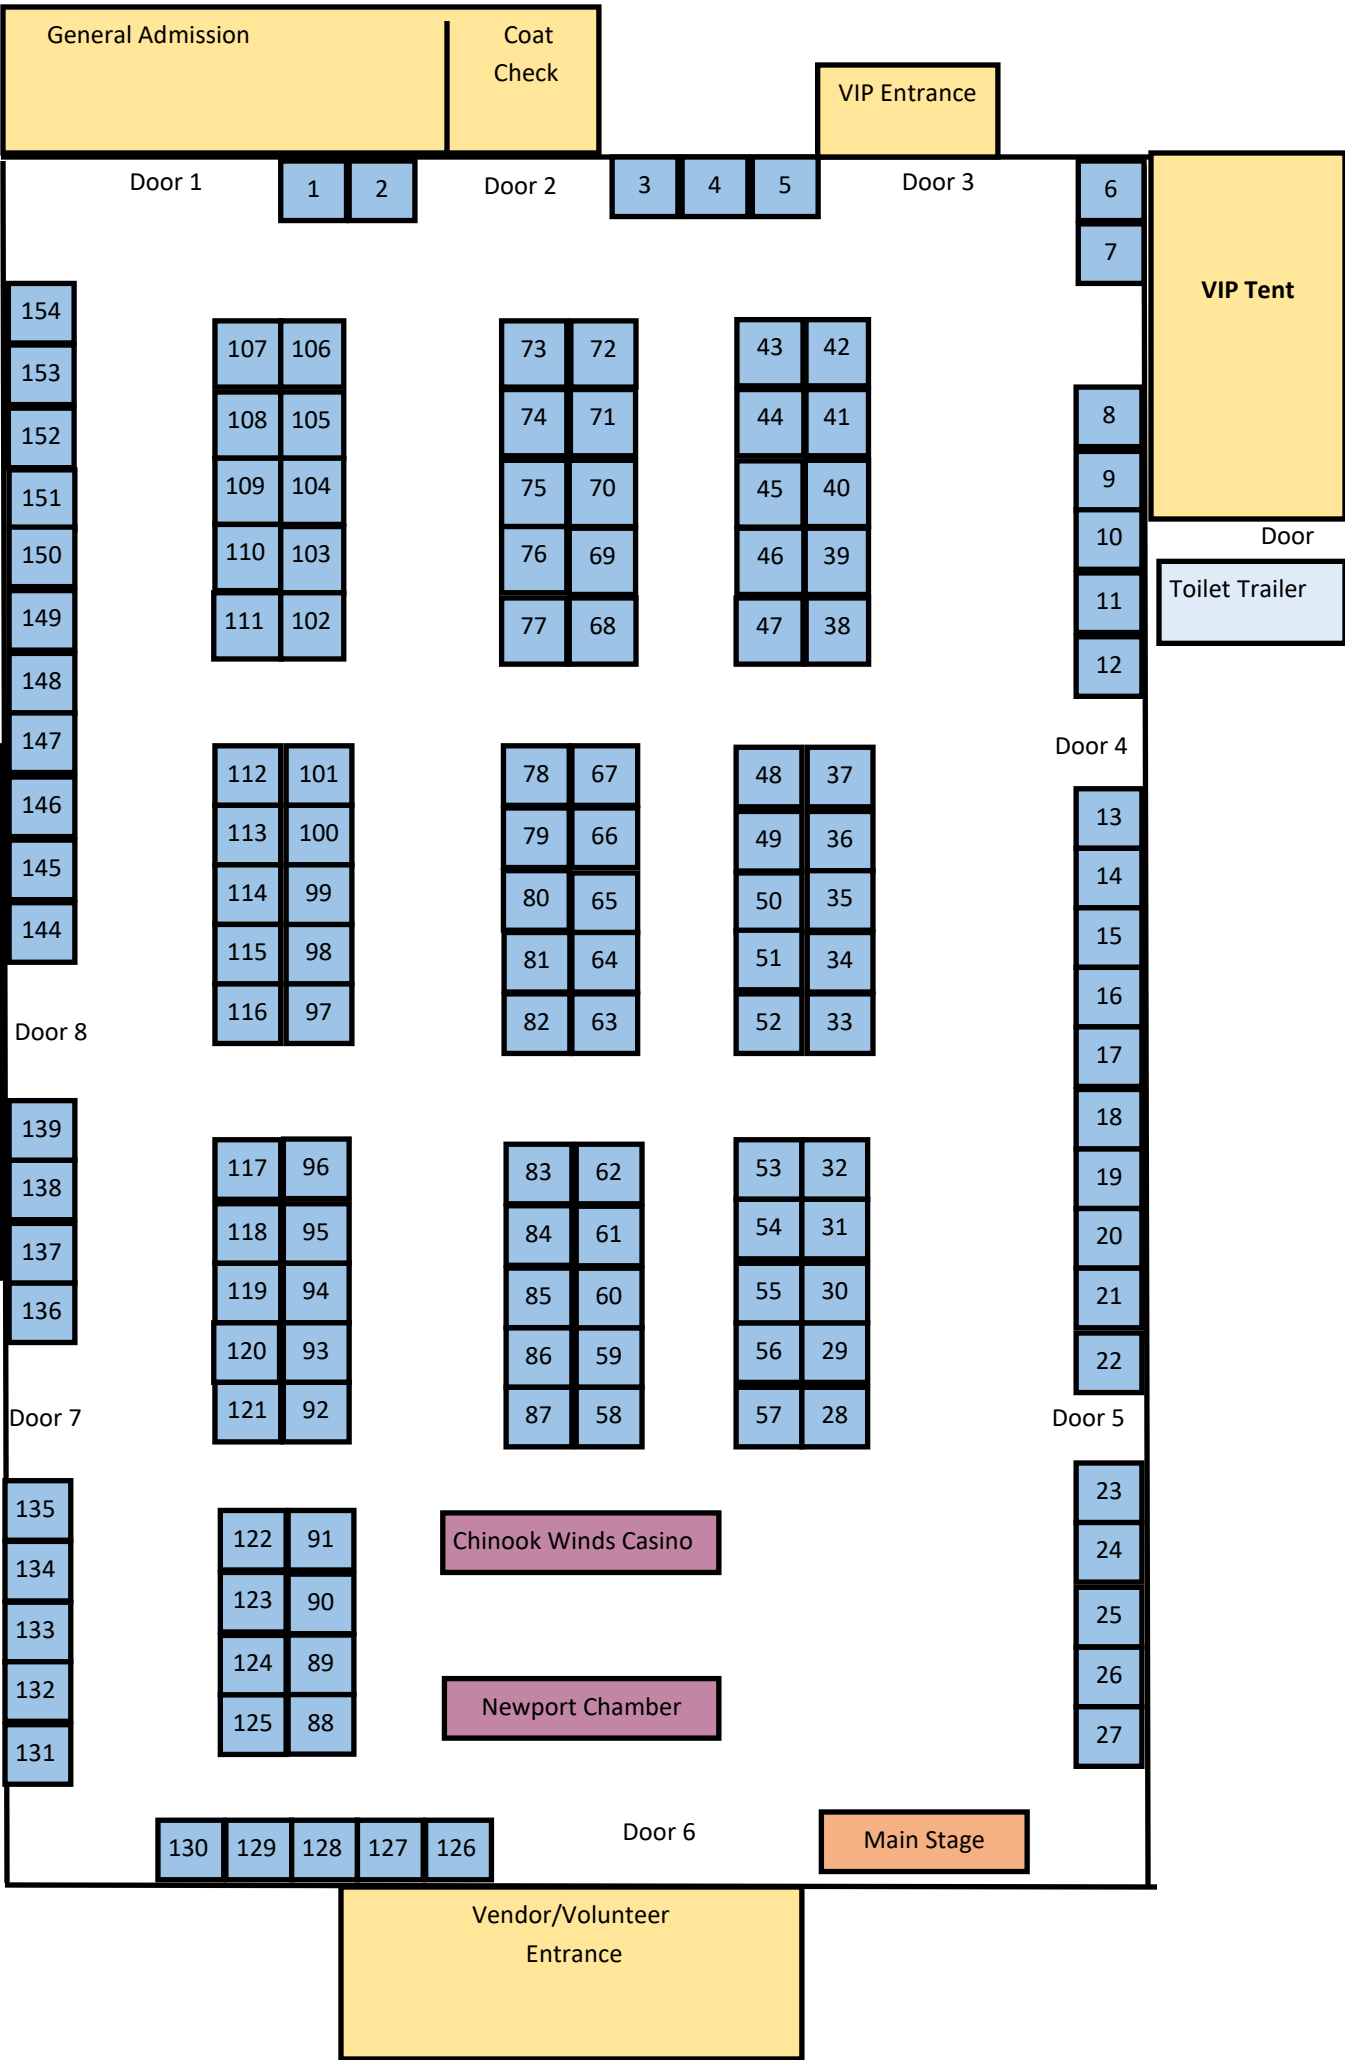 General Admission
Coat
Check
VIP Entrance
Door 1
1 2
Door 2
3 4 5
Door 3
6
7
VIP Tent
154
107 106 73 72 43 42
153
108 105 74 71 44 41 8
152
109 104 75 70 45 40 9
151
10 Door
150
110 103 76 69 46 39
Toilet Trailer
149
111 102 77 68 47 38 11
148
12
147
Door 4
112 101 78 67 48 37
146
13
113 100 79 66 49 36
145
14
114 99 80 65 50 35
144
15
115 98 81 64 51 34
16
116 97 82 63 52 33
Door 8
17
139
18
117 96 83 62 53 32
138
19
118 95 84 61 54 31
137
20
119 94 85 60 55 30
136
21
120 93 86 59 56 29
22
121 92 87 58 57 28
Door 7
Door 5
135
23
122 91
Chinook Winds Casino
24
134
123 90
25
133
124 89
26
132
125 88
Newport Chamber
27
131
130 129 128 127 126
Door 6
Main Stage
Vendor/Volunteer
Entrance